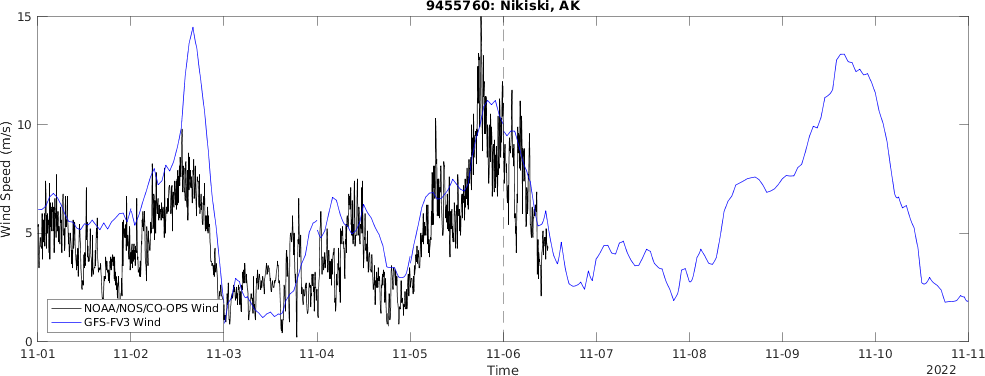 9455760: Nikiski, AK
Wind Speed (m/s)
15
10
5
0
NOAA/NOS/CO-OPS Wind
GFS-FV3 Wind
11-01 11-02 11-03 11-04 11-05 11-06 11-07 11-08 11-09 11-10 11-11
Time
2022